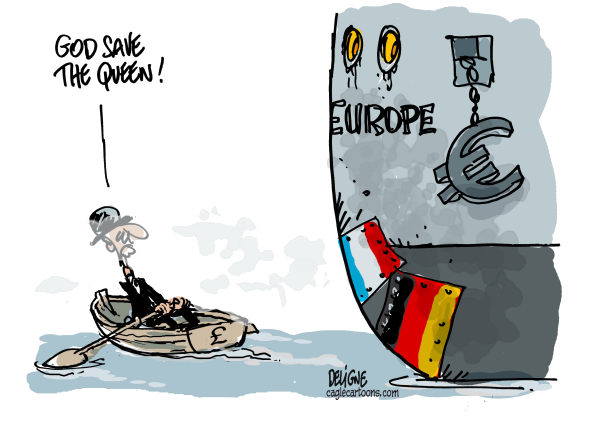 GOD SAVE
THE QUEEN!
EUROPE
€
£
DELIGNE
caglecartoons.com